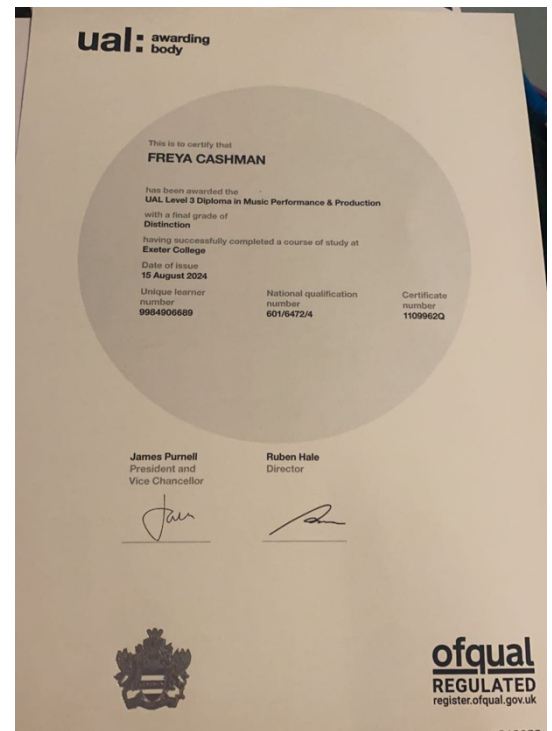 ual: awarding
body
This is to certify that
FREYA CASHMAN
has been awarded the
UAL Level 3 Diploma in Music Performance & Production
with a final grade of
Distinction
having successfully completed a course of study at
Exeter College
Date of issue
15 August 2024
Unique learner
number
9984906689
National qualification
number
601/6472/4
Certificate
number
1109962Q
James Purnell
President and
Vice Chancellor
Ruben Hale
Director
ofqual
REGULATED
register.ofqual.gov.uk